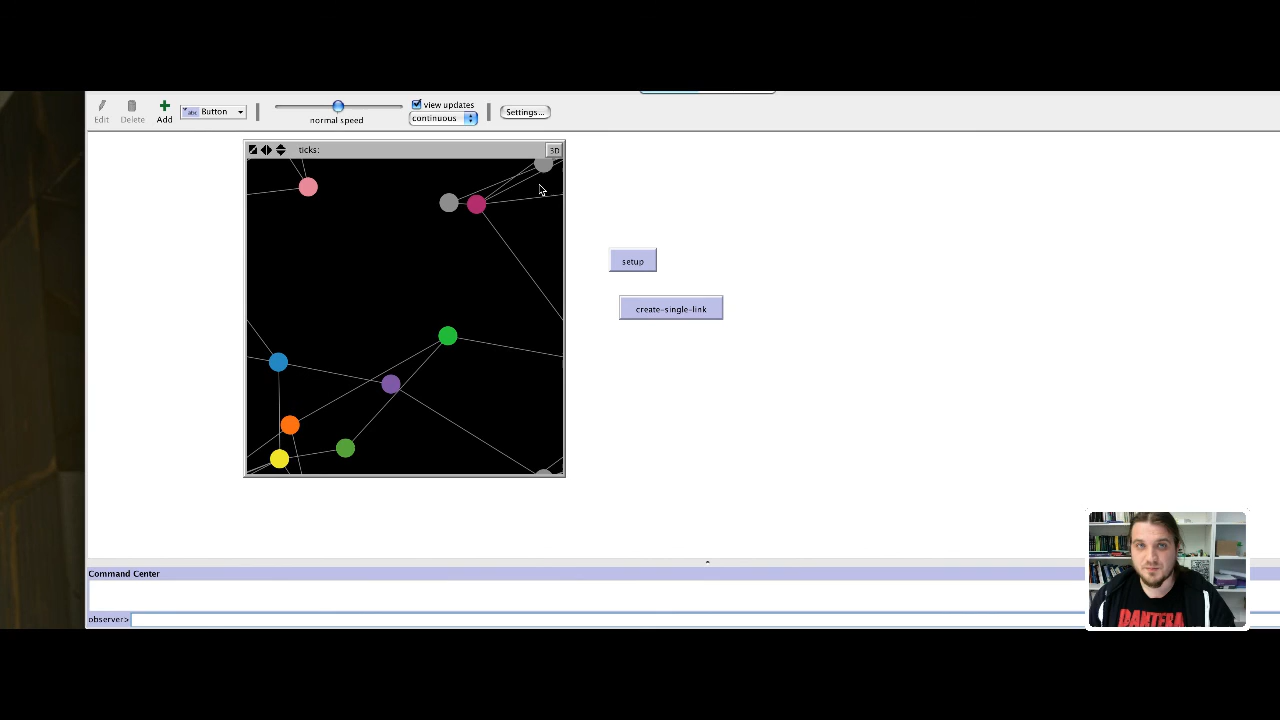 view updates
Button
Edit
Delete
Add
normal speed
continuous
Settings...
ticks:
3D
setup
create-single-link
Command Center
observer>
PANTERA